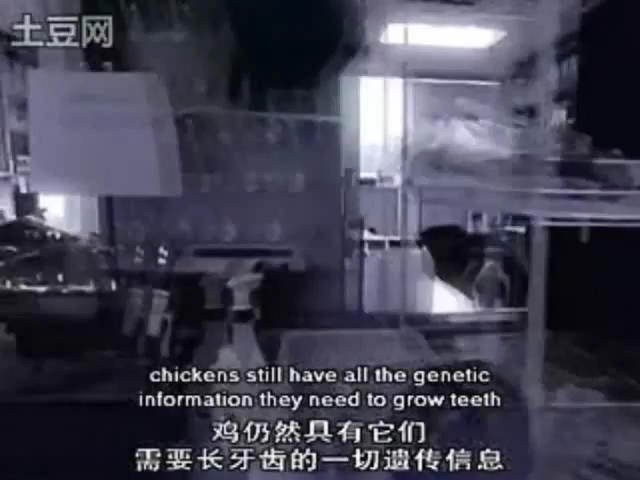 土豆网
chickens still have all the genetic
information they need to grow teeth
鸡仍然具有它们
需要长牙齿的一切遗传信息